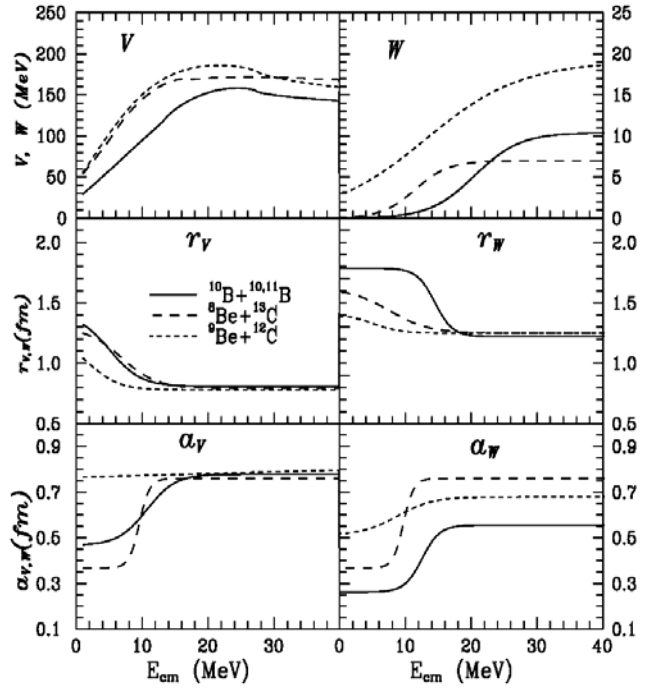 250 V W 25
200 20
150 15
100 10
50 5
0 0
V, W (MeV)
r_V r_W
2.0 2.0
1.5 1.5
1.0 1.0
0.5 0.5
r_V,W(fm)
¹⁰B+¹⁰,¹¹B
⁸Be+¹³C
⁹Be+¹²C
a_V a_W
0.9 0.9
0.7 0.7
0.5 0.5
0.3 0.3
0.1 0.1
a_V,W(fm)
0 10 20 30 0 10 20 30 40
E_cm (MeV) E_cm (MeV)